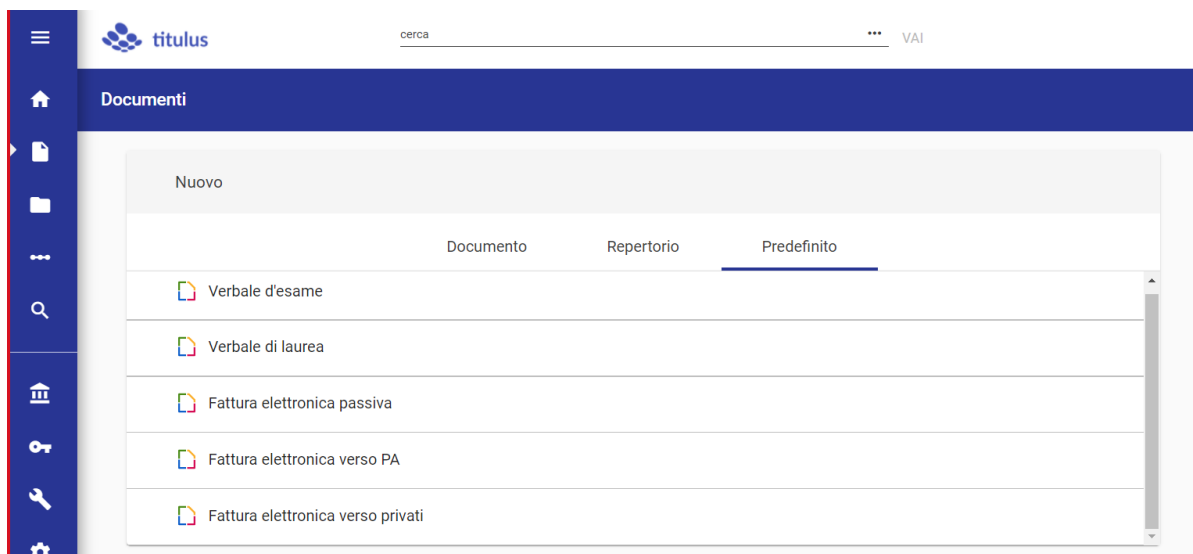 titulus
cerca
... VAI
Documenti
Nuovo
Documento Repertorio Predefinito
Verbale d'esame
Verbale di laurea
Fattura elettronica passiva
Fattura elettronica verso PA
Fattura elettronica verso privati